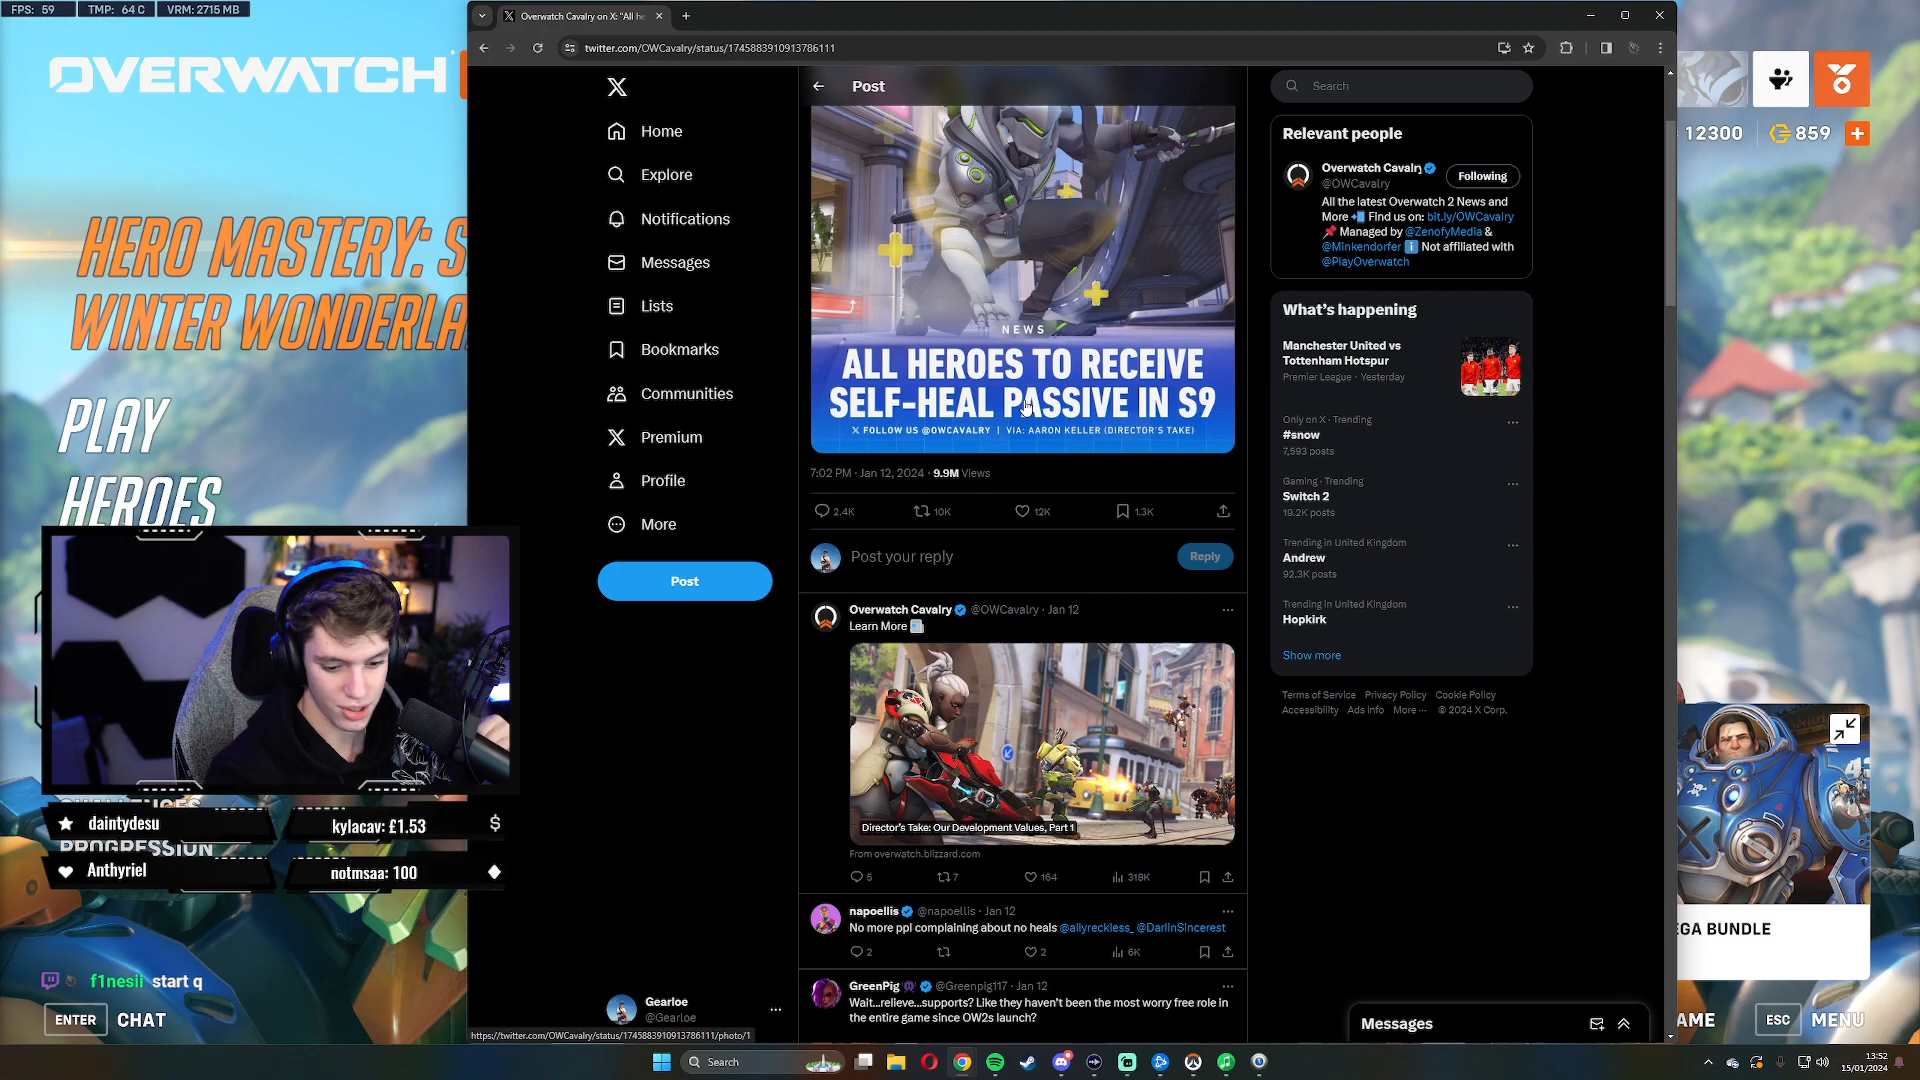 FPS: 59 TMP: 64 C VRM: 2715 MB
Overwatch Cavalry on X: "All he
twitter.com/OWCavalry/status/1745883910913786111
OVERWATCH
12300
859
HERO MASTERY: S
WINTER WONDERLA
PLAY
HEROES
CHALLENGES
PROGRESSION
Home
Explore
Notifications
Messages
Lists
Bookmarks
Communities
Premium
Profile
More
Post
Gearloe
@Gearloe
Post
NEWS
ALL HEROES TO RECEIVE
SELF-HEAL PASSIVE IN S9
X FOLLOW US @OWCAVALRY | VIA: AARON KELLER (DIRECTOR'S TAKE)
7:02 PM · Jan 12, 2024 · 9.9M Views
2.4K 10K 12K 1.3K
Post your reply
Reply
Overwatch Cavalry @OWCavalry · Jan 12
Learn More
Director's Take: Our Development Values, Part 1
From overwatch.blizzard.com
5 7 164 318K
napoellis @napoellis · Jan 12
No more ppl complaining about no heals @allyreckless_ @DarlinSincerest
2 2 6K
GreenPig @Greenpig117 · Jan 12
Wait...relieve...supports? Like they haven't been the most worry free role in
the entire game since OW2s launch?
Search
Relevant people
Overwatch Cavalry
@OWCavalry
Following
All the latest Overwatch 2 News and
More Find us on: bit.ly/OWCavalry
Managed by @ZenofyMedia &
@MInkendorfer Not affiliated with
@PlayOverwatch
What's happening
Manchester United vs
Tottenham Hotspur
Premier League · Yesterday
Only on X · Trending
#snow
7,593 posts
Gaming · Trending
Switch 2
19.2K posts
Trending in United Kingdom
Andrew
92.3K posts
Trending in United Kingdom
Hopkirk
Show more
Terms of Service Privacy Policy Cookie Policy
Accessibility Ads info More ··· © 2024 X Corp.
Messages
daintydesu
kylacav: £1.53
Anthyriel
notmsaa: 100
f1nesii start q
ENTER CHAT
https://twitter.com/OWCavalry/status/1745883910913786111/photo/1
EGA BUNDLE
AME
ESC MENU
Search
13:52
15/01/2024